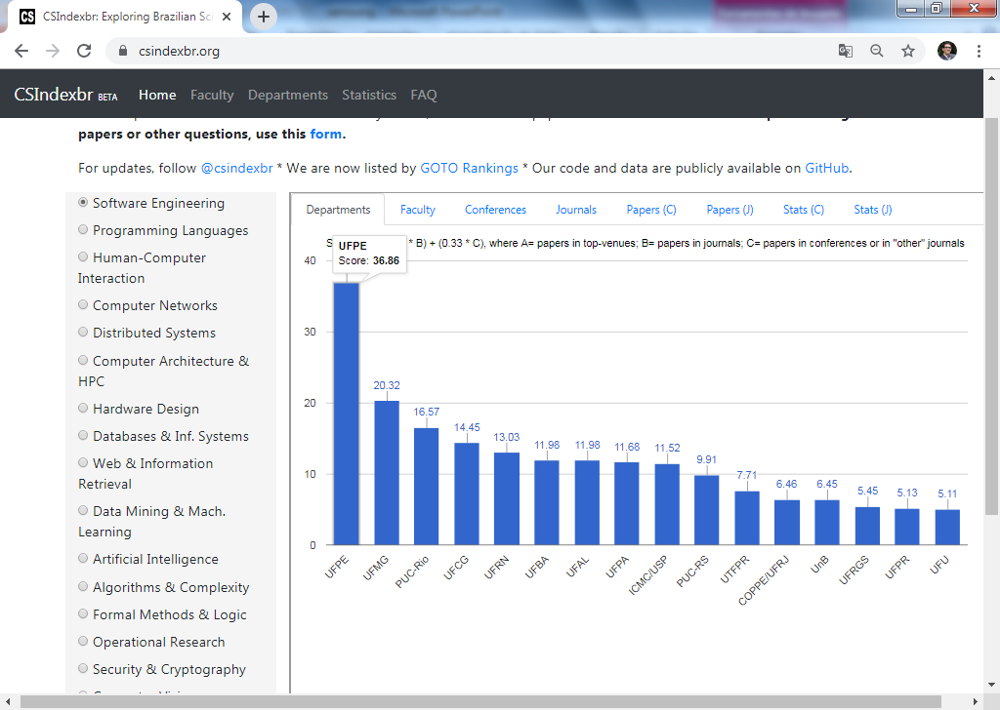 CS CSIndexbr: Exploring Brazilian Sc
csindexbr.org
CSIndexbr BETA Home Faculty Departments Statistics FAQ
papers or other questions, use this form.
For updates, follow @csindexbr * We are now listed by GOTO Rankings * Our code and data are publicly available on GitHub.
Software Engineering
Programming Languages
Human-Computer
Interaction
Computer Networks
Distributed Systems
Computer Architecture &
HPC
Hardware Design
Databases & Inf. Systems
Web & Information
Retrieval
Data Mining & Mach.
Learning
Artificial Intelligence
Algorithms & Complexity
Formal Methods & Logic
Operational Research
Security & Cryptography
Departments Faculty Conferences Journals Papers (C) Papers (J) Stats (C) Stats (J)
S * B) + (0.33 * C), where A= papers in top-venues; B= papers in journals; C= papers in conferences or in "other" journals
UFPE
Score: 36.86
40
30
20
10
0
20.32
16.57
14.45
13.03
11.98
11.98
11.68
11.52
9.91
7.71
6.46
6.45
5.45
5.13
5.11
UFPE
UFMG
PUC-Rio
UFCG
UFRN
UFBA
UFAL
UFPA
ICMC/USP
PUC-RS
UTFPR
COPPE/UFRJ
UnB
UFRGS
UFPR
UFU